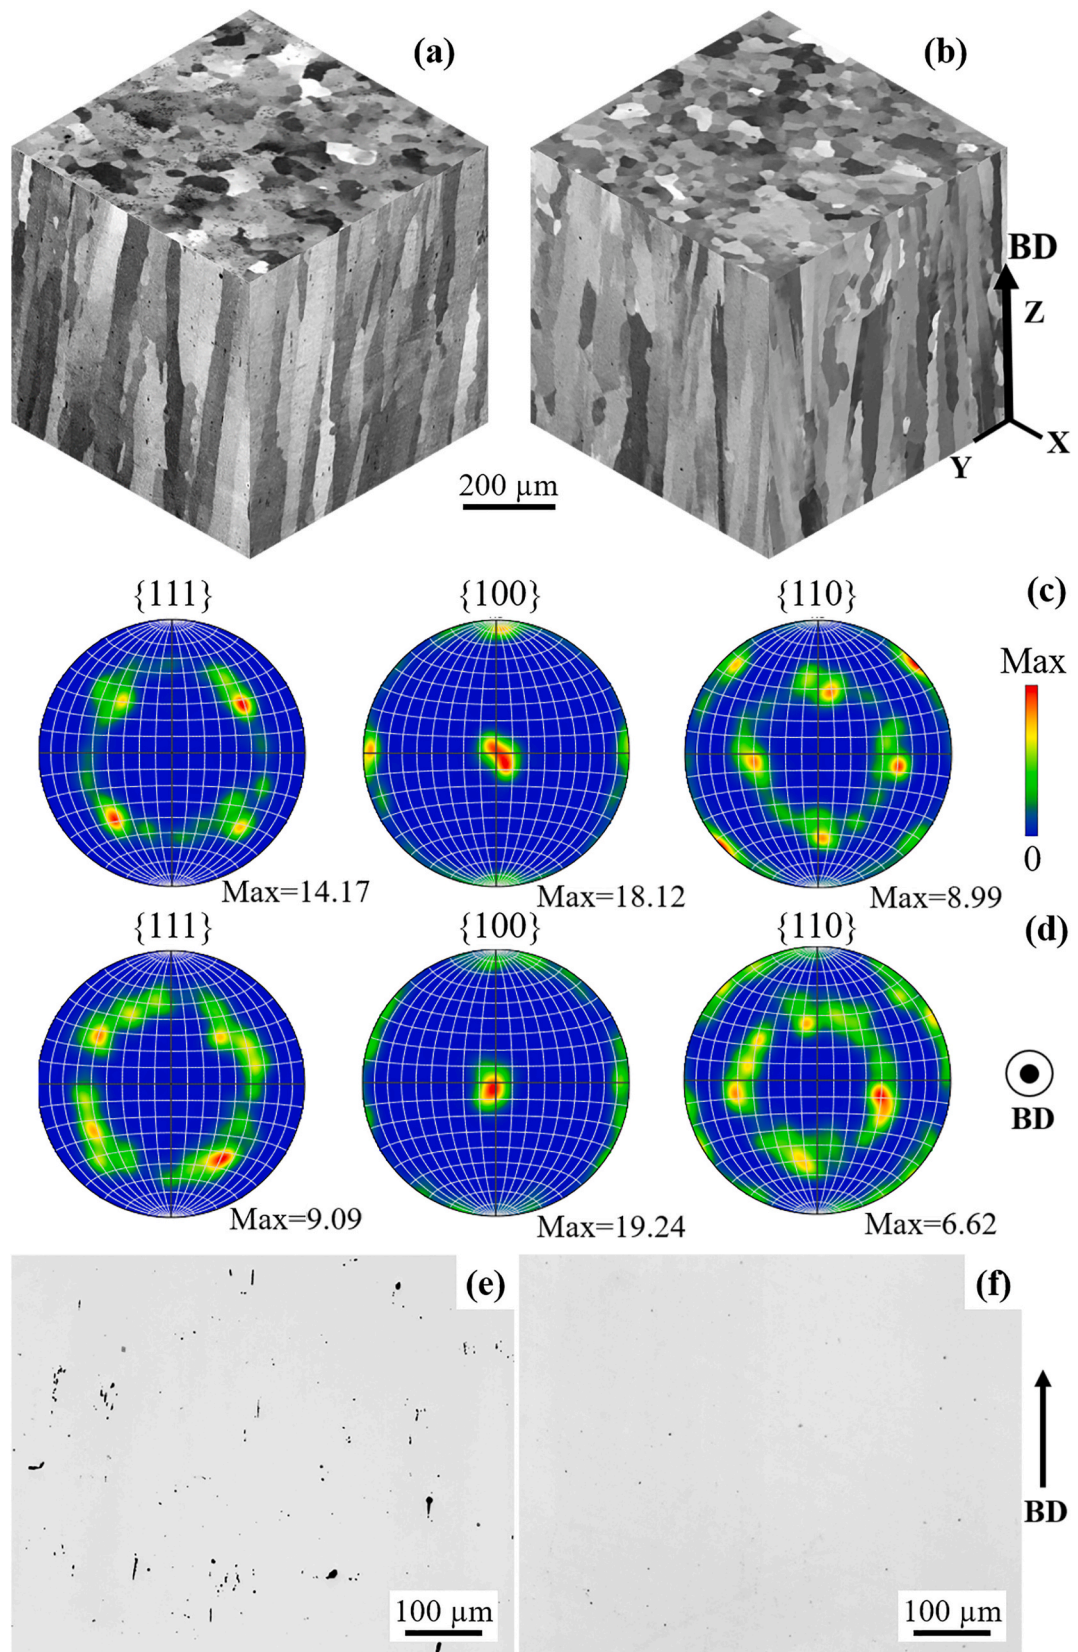 (a)
(b)
BD
Z
X
Y
200 µm
{111}
{100}
{110}
(c)
Max
0
Max=14.17
Max=18.12
Max=8.99
{111}
{100}
{110}
(d)
BD
Max=9.09
Max=19.24
Max=6.62
(e)
(f)
BD
100 µm
100 µm